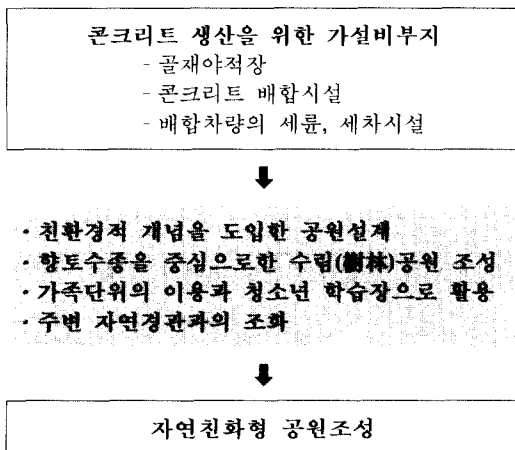 콘크리트 생산을 위한 가설비부지
- 골재야적장
- 콘크리트 배합시설
- 배합차량의 세륜, 세차시설
· 친환경적 개념을 도입한 공원설계
· 향토수종을 중심으로한 수림(樹林)공원 조성
· 가족단위의 이용과 청소년 학습장으로 활용
· 주변 자연경관과의 조화
자연친화형 공원조성